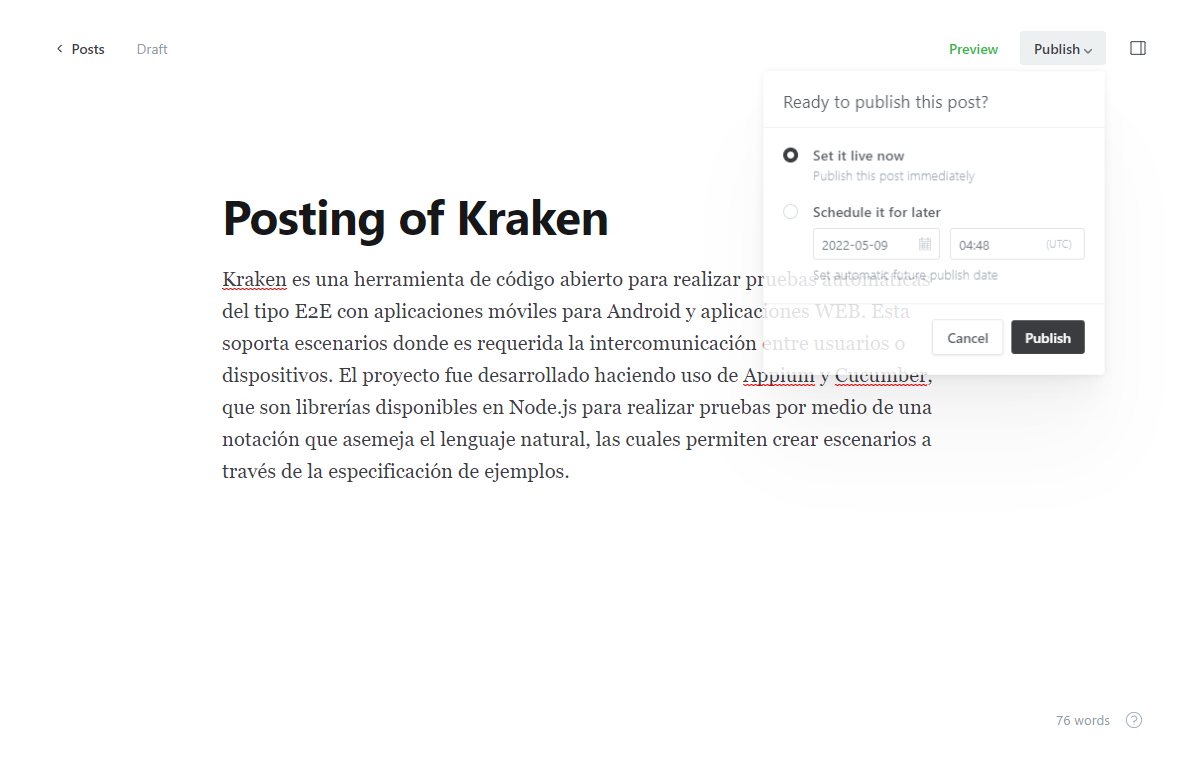 Posts
Draft
Preview
Publish
Ready to publish this post?
Set it live now
Publish this post immediately
Schedule it for later
2022-05-09
04:48
(UTC)
Set automatic future publish date
Cancel
Publish
Posting of Kraken
Kraken es una herramienta de código abierto para realizar pruebas automáticas
del tipo E2E con aplicaciones móviles para Android y aplicaciones WEB. Esta
soporta escenarios donde es requerida la intercomunicación entre usuarios o
dispositivos. El proyecto fue desarrollado haciendo uso de Appium y Cucumber,
que son librerías disponibles en Node.js para realizar pruebas por medio de una
notación que asemeja el lenguaje natural, las cuales permiten crear escenarios a
través de la especificación de ejemplos.
76 words
?